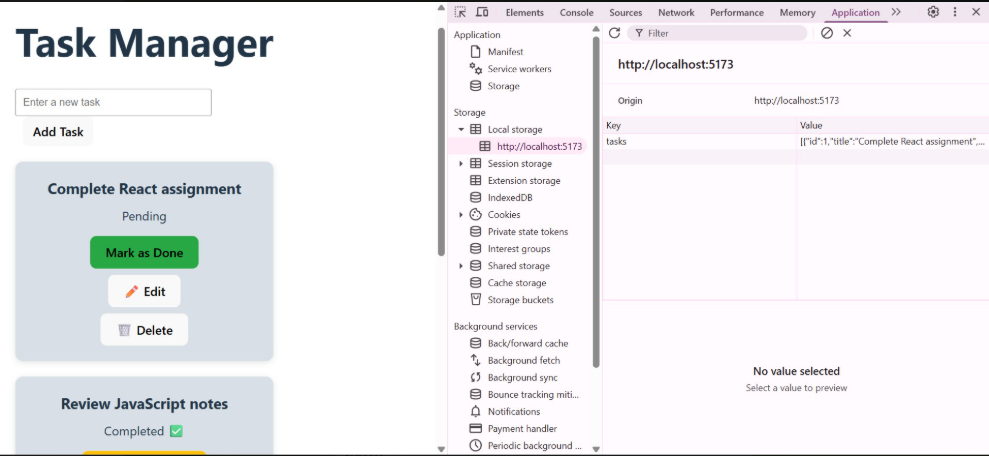 Task Manager
Enter a new task
Add Task
Complete React assignment
Pending
Mark as Done
Edit
Delete
Review JavaScript notes
Completed ✅
Elements Console Sources Network Performance Memory Application
Application
Manifest
Service workers
Storage
Storage
Local storage
http://localhost:5173
Session storage
Extension storage
IndexedDB
Cookies
Private state tokens
Interest groups
Shared storage
Cache storage
Storage buckets
Background services
Back/forward cache
Background fetch
Background sync
Bounce tracking miti...
Notifications
Payment handler
Periodic background ...
Filter
http://localhost:5173
Origin http://localhost:5173
Key Value
tasks [{"id":1,"title":"Complete React assignment",...
No value selected
Select a value to preview